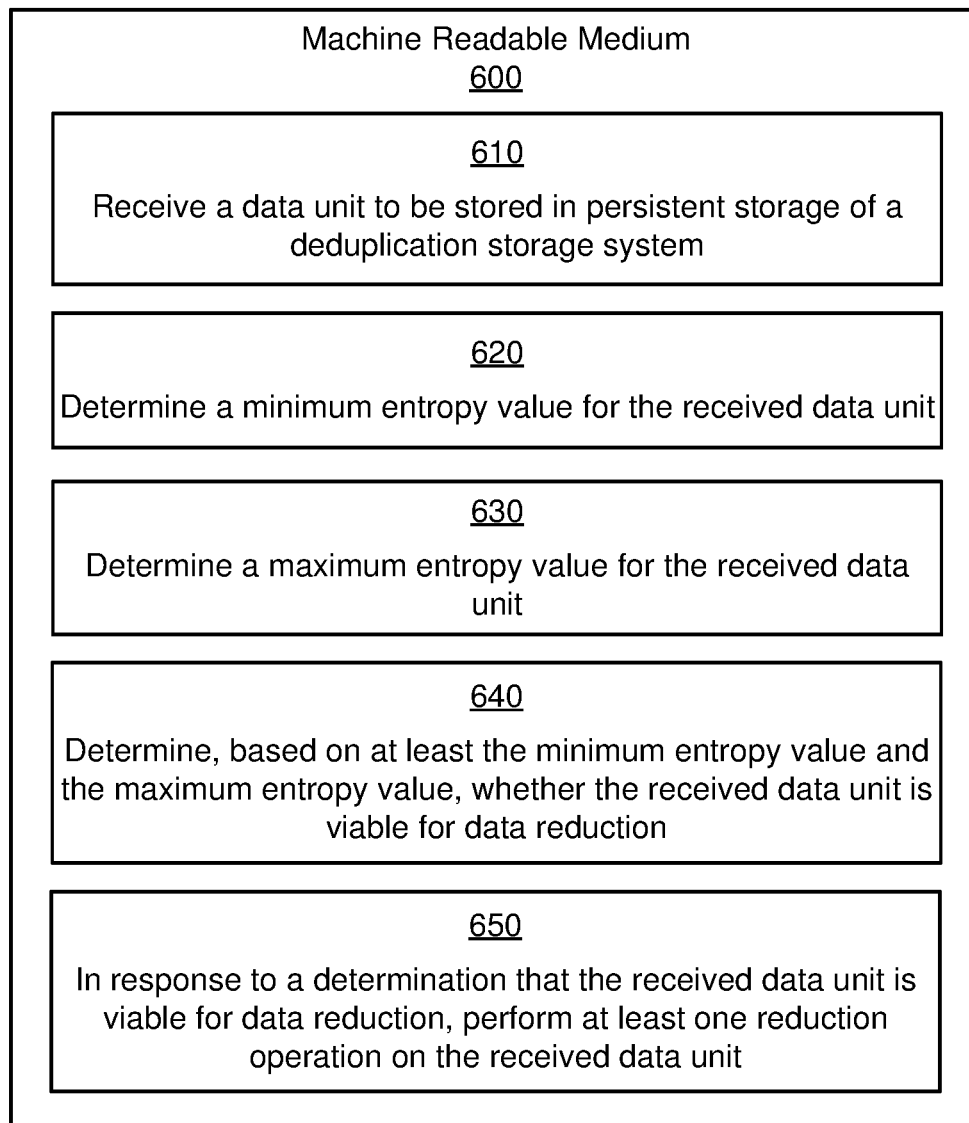 Machine Readable Medium
600
610
Receive a data unit to be stored in persistent storage of a
deduplication storage system
620
Determine a minimum entropy value for the received data unit
630
Determine a maximum entropy value for the received data
unit
640
Determine, based on at least the minimum entropy value and
the maximum entropy value, whether the received data unit is
viable for data reduction
650
In response to a determination that the received data unit is
viable for data reduction, perform at least one reduction
operation on the received data unit